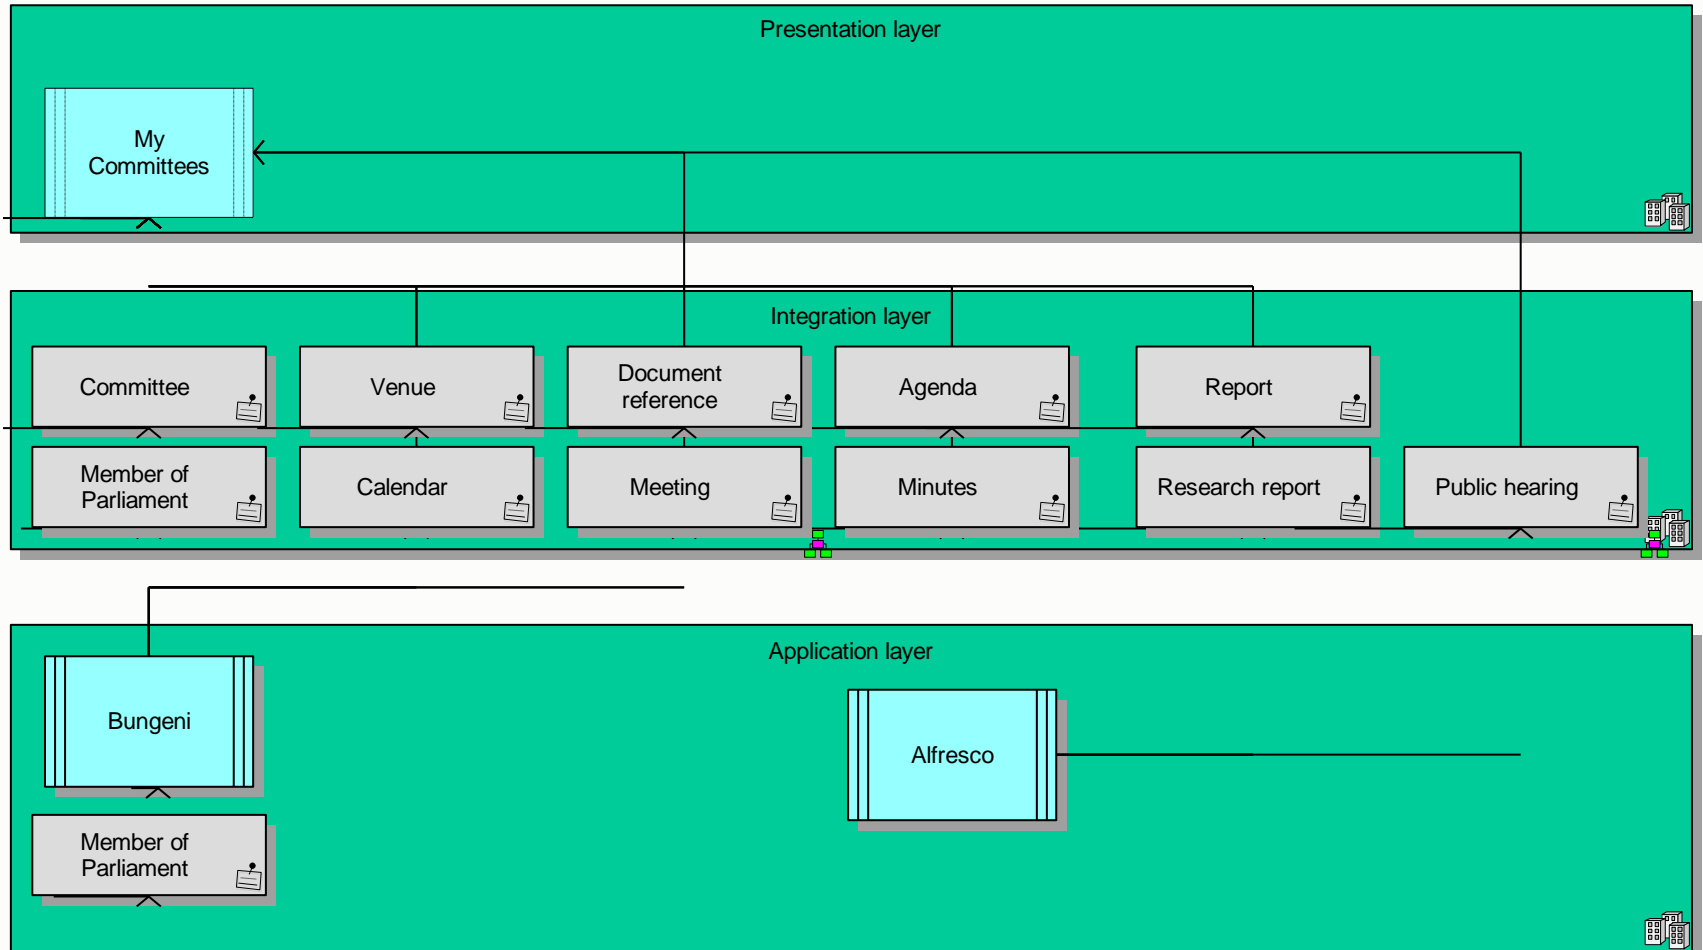 Presentation layer
My
Committees
Integration layer
Committee
Venue
Document
reference
Agenda
Report
Member of
Parliament
Calendar
Meeting
Minutes
Research report
Public hearing
Application layer
Bungeni
Alfresco
Member of
Parliament